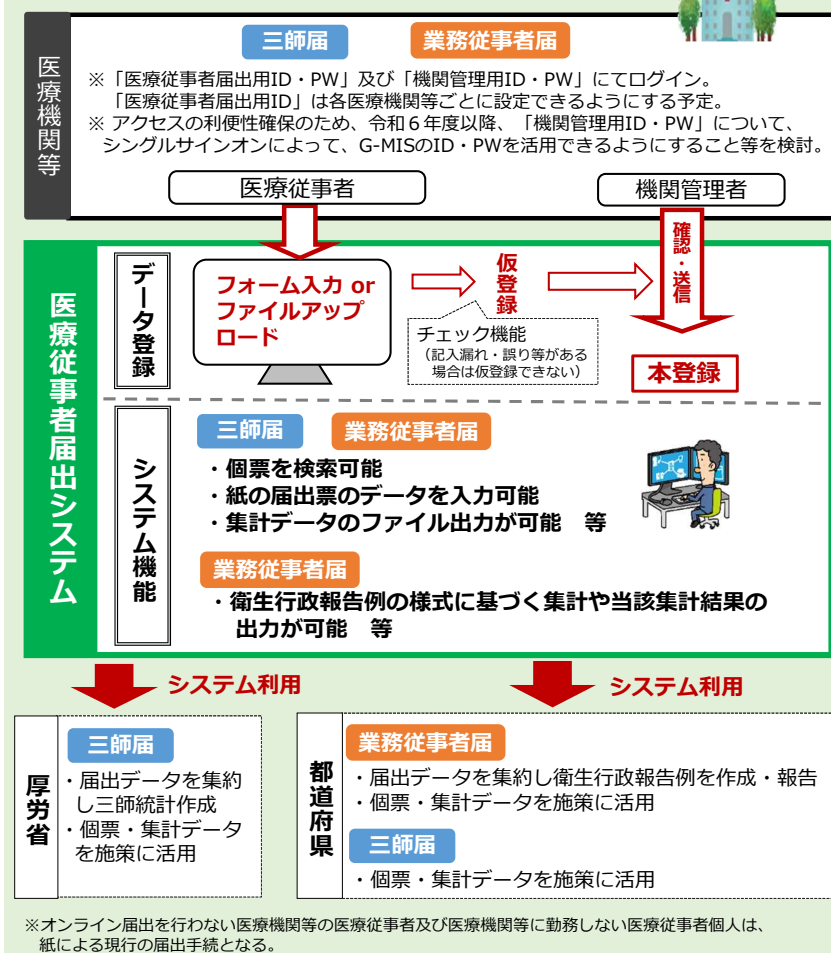 医療機関等
三師届
業務従事者届
※「医療従事者届出用ID・PW」及び「機関管理用ID・PW」にてログイン。
「医療従事者届出用ID」は各医療機関等ごとに設定できるようにする予定。
※ アクセスの利便性確保のため、令和６年度以降、「機関管理用ID・PW」について、
シングルサインオンによって、G-MISのID・PWを活用できるようにすること等を検討。
医療従事者
機関管理者
医療従事者届出システム
データ登録
フォーム入力 or
ファイルアップ
ロード
仮登録
確認・送信
チェック機能
（記入漏れ・誤り等がある
場合は仮登録できない）
本登録
システム機能
三師届
業務従事者届
・個票を検索可能
・紙の届出票のデータを入力可能
・集計データのファイル出力が可能　等
業務従事者届
・衛生行政報告例の様式に基づく集計や当該集計結果の
出力が可能　等
システム利用
システム利用
厚労省
三師届
・届出データを集約
し三師統計作成
・個票・集計データ
を施策に活用
都道府県
業務従事者届
・届出データを集約し衛生行政報告例を作成・報告
・個票・集計データを施策に活用
三師届
・個票・集計データを施策に活用
※オンライン届出を行わない医療機関等の医療従事者及び医療機関等に勤務しない医療従事者個人は、
紙による現行の届出手続となる。